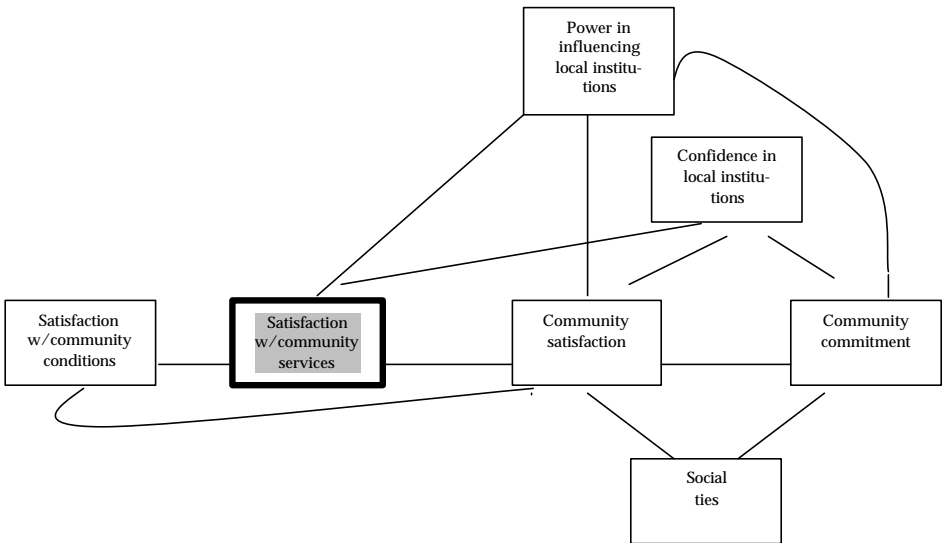 Power in
influencing
local institu-
tions
Confidence in
local institu-
tions
Satisfaction
w/community
conditions
Satisfaction
w/community
services
Community
satisfaction
Community
commitment
Social
ties